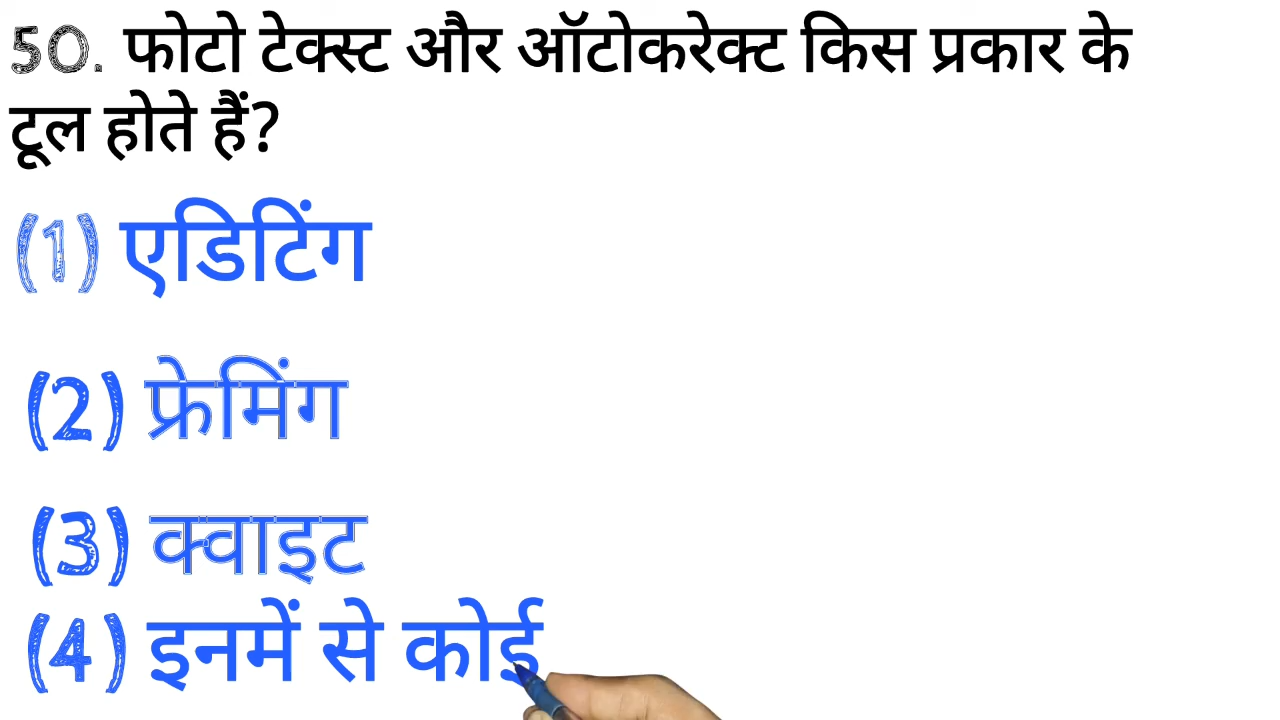 50. फोटो टेक्स्ट और ऑटोकरेक्ट किस प्रकार के
टूल होते हैं?
(1) एडिटिंग
(2) फ्रेमिंग
(3) क्वाइट
(4) इनमें से कोई